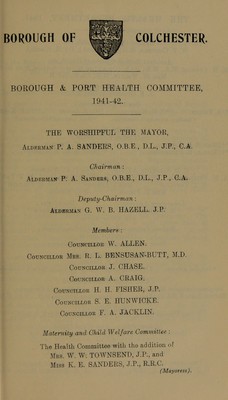 BOROUGH OF COLCHESTER.
BOROUGH & PORT HEALTH COMMITTEE,
1941-42.
THE WORSHIPFUL THE MAYOR,
ALDERMAN P. A. SANDERS, O.B.E., D.L., J.P., C.A.
Chairman:
ALDERMAN P. A. SANDERS, O.B.E., D.L., J.P., C.A.
Deputy-Chairman:
ALDERMAN G. W. B. HAZELL, J.P.
Members:
COUNCILLOR W. ALLEN.
COUNCILLOR MRS. R. L. BENSUSAN-BUTT, M.D.
COUNCILLOR J. CHASE.
COUNCILLOR A. CRAIG.
COUNCILLOR H. H. FISHER, J.P.
COUNCILLOR S. E. HUNWICKE.
COUNCILLOR F. A. JACKLIN.
Maternity and Child Welfare Committee:
The Health Committee with the addition of
MRS. W. W. TOWNSEND, J.P., and
MISS K. E. SANDERS, J.P., R.R.C.
(Mayoress).